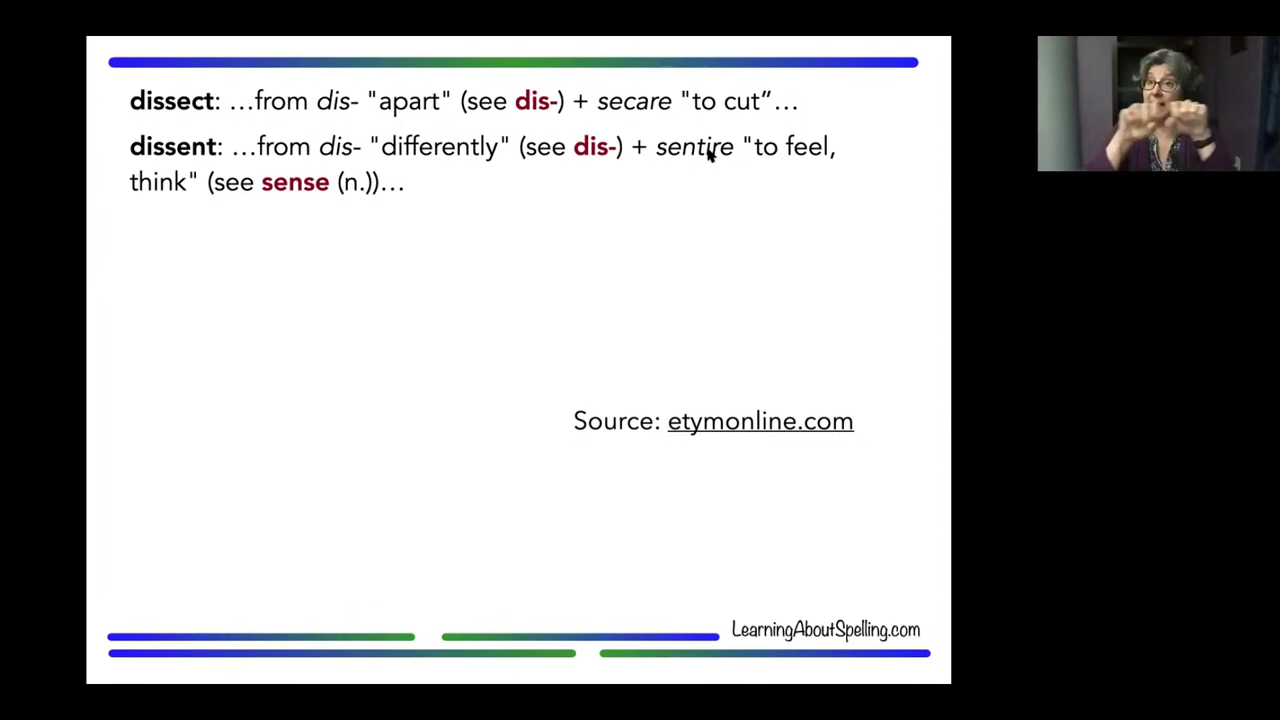 dissect: …from dis- "apart" (see dis-) + secare "to cut”…
dissent: …from dis- "differently" (see dis-) + sentire "to feel,
think" (see sense (n.))…
Source: etymonline.com
LearningAboutSpelling.com